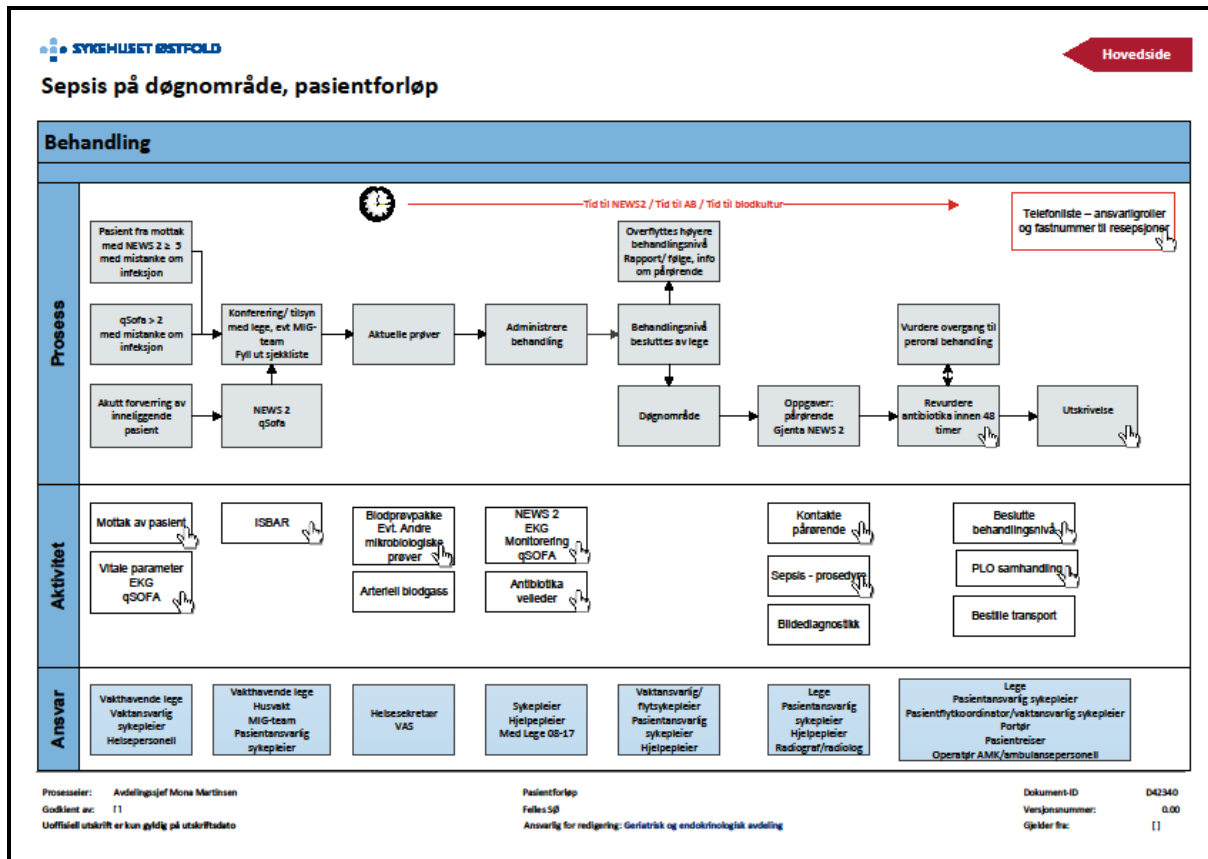 SYKEHUSET ØSTFOLD
Hovedside
Sepsis på døgnområde, pasientforløp
Behandling
Prosess
Tid til NEWS2 / Tid til AB / Tid til blodkultur
Telefonliste – ansvarligroller
og fastnummer til resepsjoner
Pasient fra mottak
med NEWS 2 ≥ 5
med mistanke om
infeksjon
Overflyttes høyere
behandlingsnivå
Rapport/ følge, info
om pårørende
qSofa > 2
med mistanke om
infeksjon
Konferering/ tilsyn
med lege, evt MIG-
team
Fyll ut sjekkliste
Aktuelle prøver
Administrere
behandling
Behandlingsnivå
besluttes av lege
Vurdere overgang til
peroral behandling
Akutt forverring av
inneliggende
pasient
NEWS 2
qSofa
Døgnområde
Oppgaver:
pårørende
Gjenta NEWS 2
Revurdere
antibiotika innen 48
timer
Utskrivelse
Aktivitet
Mottak av pasient
Vitale parameter
EKG
qSOFA
ISBAR
Blodprøvpakke
Evt. Andre
mikrobiologiske
prøver
Arteriell blodgass
NEWS 2
EKG
Monitorering
qSOFA
Antibiotika
veileder
Kontakte
pårørende
Sepsis - prosedyre
Bildediagnostikk
Beslutte
behandlingsnivå
PLO samhandling
Bestille transport
Ansvar
Vakthavende lege
Vaktansvarlig
sykepleier
Helsepersonell
Vakthavende lege
Husvakt
MIG-team
Pasientansvarlig
sykepleier
Helsesekretær
VAS
Sykepleier
Hjelpepleier
Med Lege 08-17
Vaktansvarlig/
flytsykepleier
Pasientansvarlig
sykepleier
Hjelpepleier
Lege
Pasientansvarlig
sykepleier
Hjelpepleier
Radiograf/radiolog
Lege
Pasientansvarlig sykepleier
Pasientflytkoordinator/vaktansvarlig sykepleier
Portør
Pasientreiser
Operatør AMK/ambulansepersonell
Prosesseier: Avdelingssjef Mona Martinsen
Pasientforløp
Dokument-ID D42340
Godkjent av: []
Felles SØ
Versjonsnummer: 0.00
Uoffisiell utskrift er kun gyldig på utskriftsdato
Ansvarlig for redigering: Geriatrisk og endokrinologisk avdeling
Gjelder fra: []